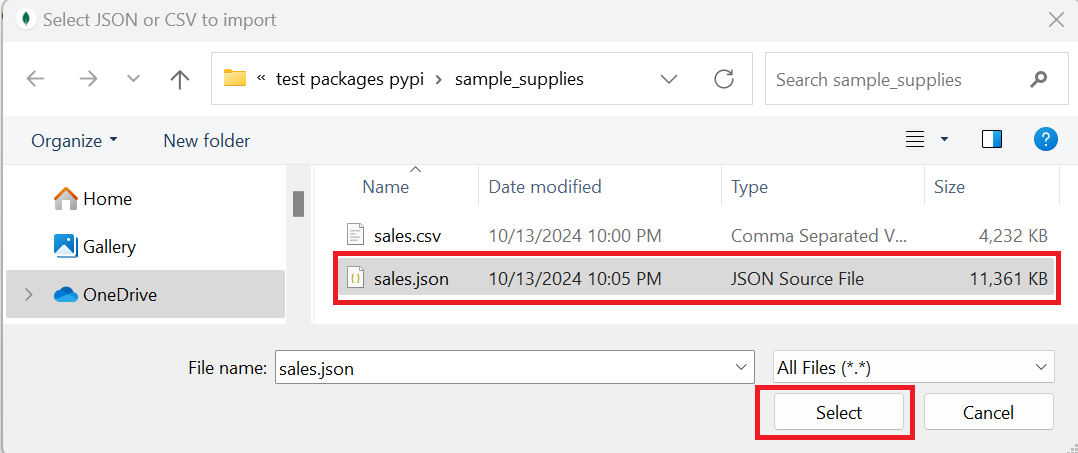 Select JSON or CSV to import
« test packages pypi › sample_supplies
Search sample_supplies
Organize
New folder
?
Home
Gallery
OneDrive
Name Date modified Type Size
sales.csv 10/13/2024 10:00 PM Comma Separated V... 4,232 KB
sales.json 10/13/2024 10:05 PM JSON Source File 11,361 KB
File name: sales.json All Files (*.*)
Select Cancel